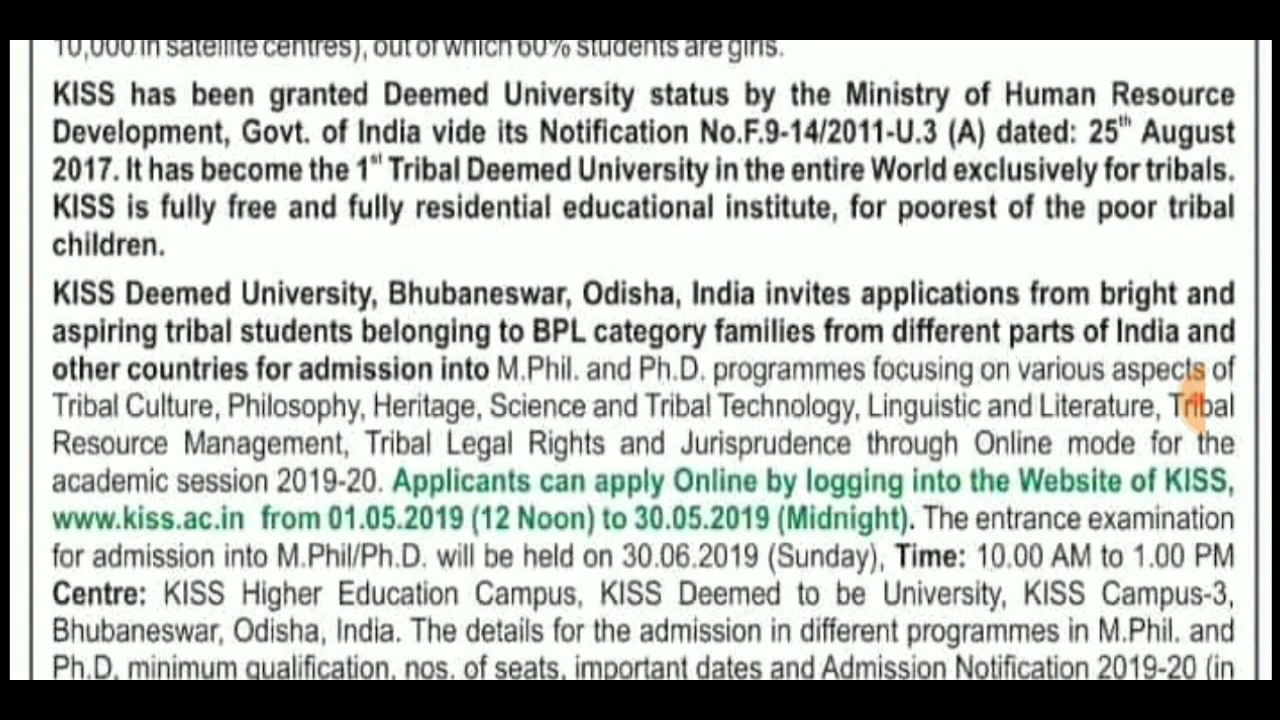 10,000 in satellite centres), out of which 60% students are girls.
KISS has been granted Deemed University status by the Ministry of Human Resource
Development, Govt. of India vide its Notification No.F.9-14/2011-U.3 (A) dated: 25th August
2017. It has become the 1st Tribal Deemed University in the entire World exclusively for tribals.
KISS is fully free and fully residential educational institute, for poorest of the poor tribal
children.
KISS Deemed University, Bhubaneswar, Odisha, India invites applications from bright and
aspiring tribal students belonging to BPL category families from different parts of India and
other countries for admission into M.Phil. and Ph.D. programmes focusing on various aspects of
Tribal Culture, Philosophy, Heritage, Science and Tribal Technology, Linguistic and Literature, Tribal
Resource Management, Tribal Legal Rights and Jurisprudence through Online mode for the
academic session 2019-20. Applicants can apply Online by logging into the Website of KISS,
www.kiss.ac.in from 01.05.2019 (12 Noon) to 30.05.2019 (Midnight). The entrance examination
for admission into M.Phil/Ph.D. will be held on 30.06.2019 (Sunday), Time: 10.00 AM to 1.00 PM
Centre: KISS Higher Education Campus, KISS Deemed to be University, KISS Campus-3,
Bhubaneswar, Odisha, India. The details for the admission in different programmes in M.Phil. and
Ph.D, minimum qualification, nos. of seats, important dates and Admission Notification 2019-20 (in